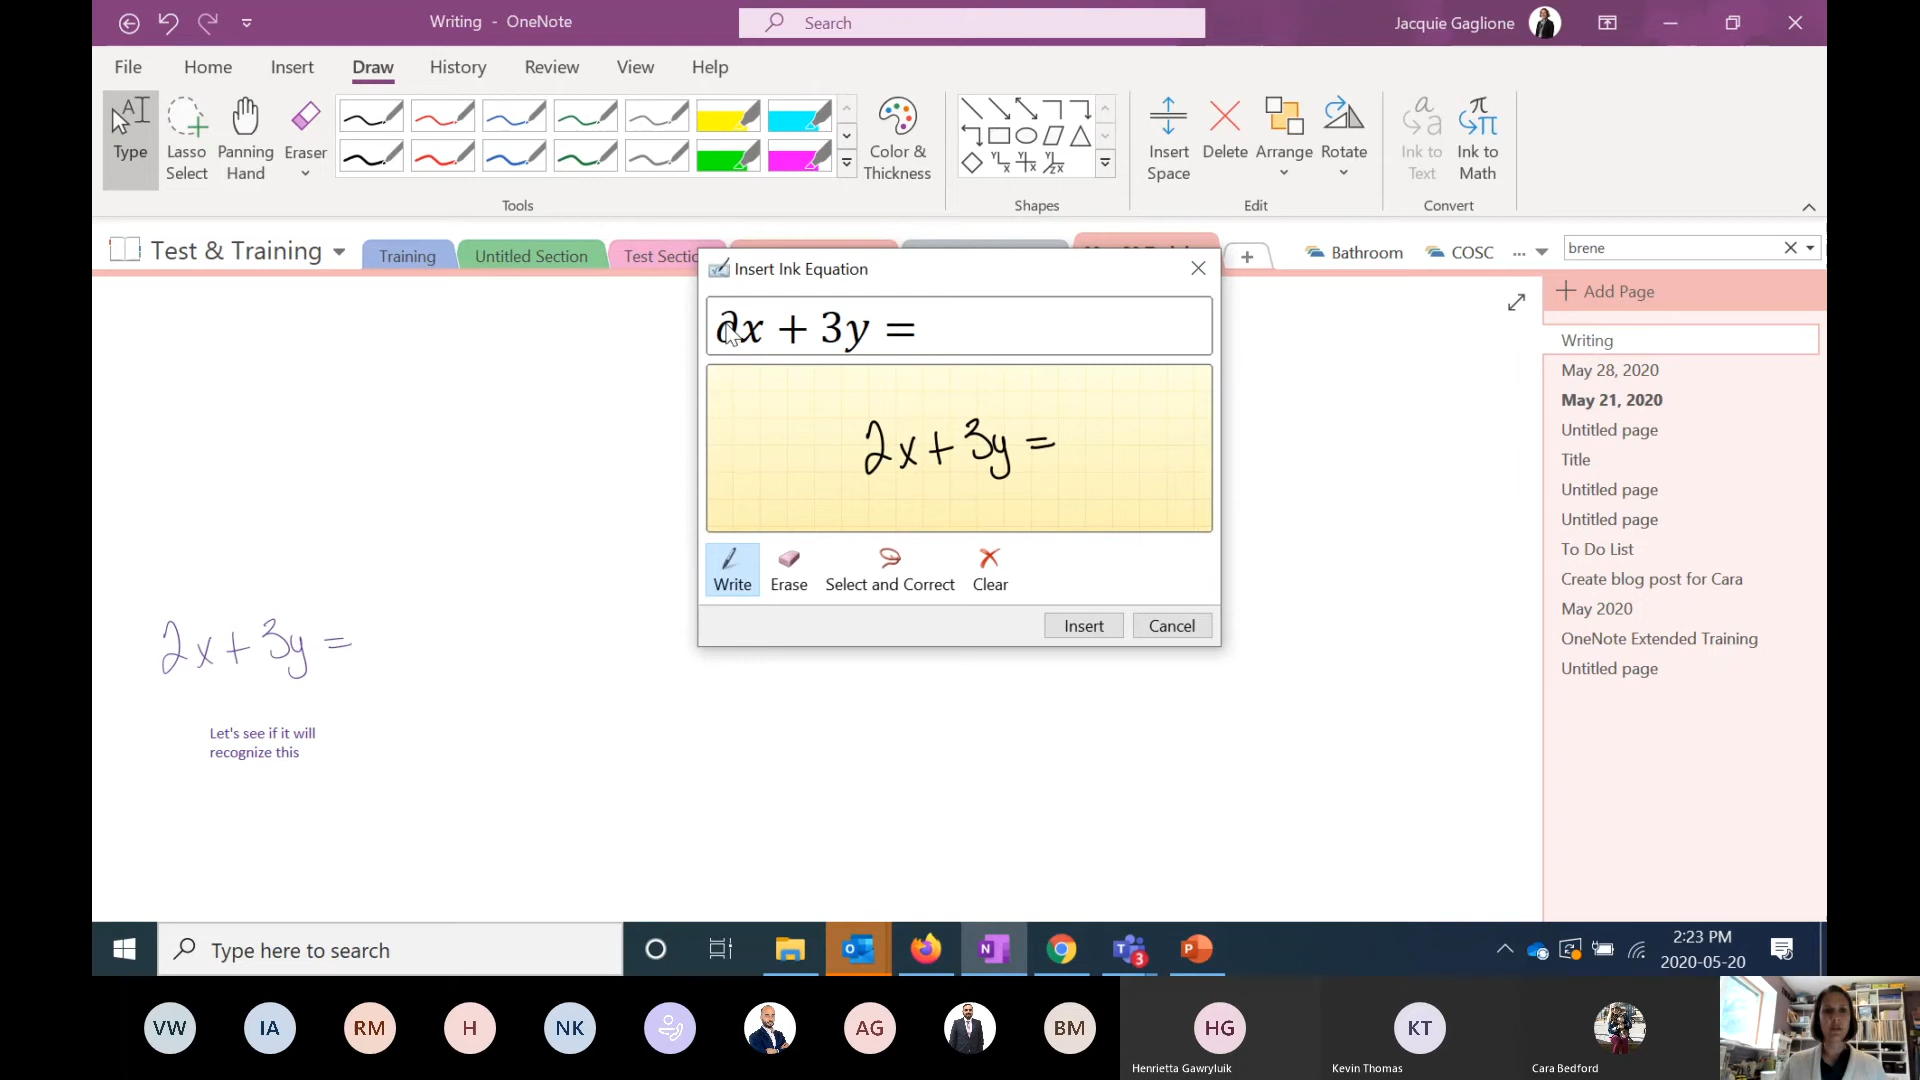 Writing - OneNote
Search
Jacquie Gaglione
File Home Insert Draw History Review View Help
Type
Lasso Select
Panning Hand
Eraser
Color & Thickness
Insert Space
Delete
Arrange
Rotate
Ink to Text
Ink to Math
Tools
Shapes
Edit
Convert
Test & Training
Training
Untitled Section
Bathroom
COSC
...
brene
Insert Ink Equation
∂x + 3y =
2x + 3y =
Write
Erase
Select and Correct
Clear
Insert
Cancel
Add Page
Writing
May 28, 2020
May 21, 2020
Untitled page
Title
Untitled page
Untitled page
To Do List
Create blog post for Cara
May 2020
OneNote Extended Training
Untitled page
2x + 3y =
Let's see if it will
recognize this
Type here to search
3
2:23 PM
2020-05-20
VW
IA
RM
H
NK
AG
BM
HG
KT
Henrietta Gawryluik
Kevin Thomas
Cara Bedford